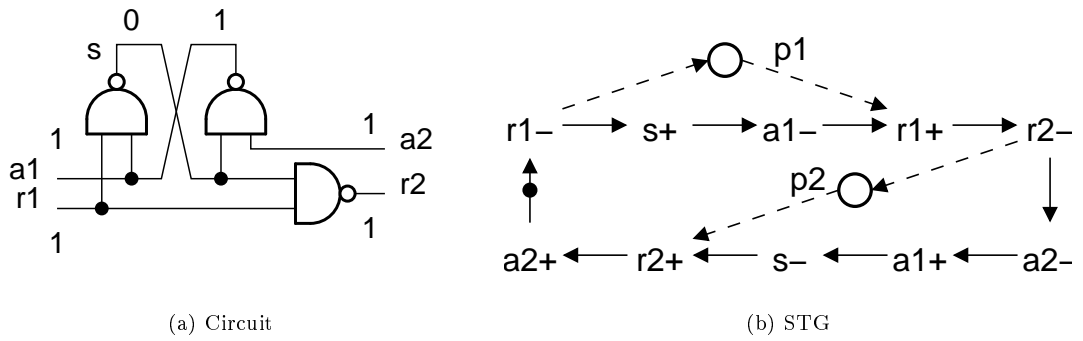 0 1
s
1 1
a1 a2
r1 r2
1 1
(a) Circuit
p1
r1– s+ a1– r1+ r2–
p2
a2+ r2+ s– a1+ a2–
(b) STG